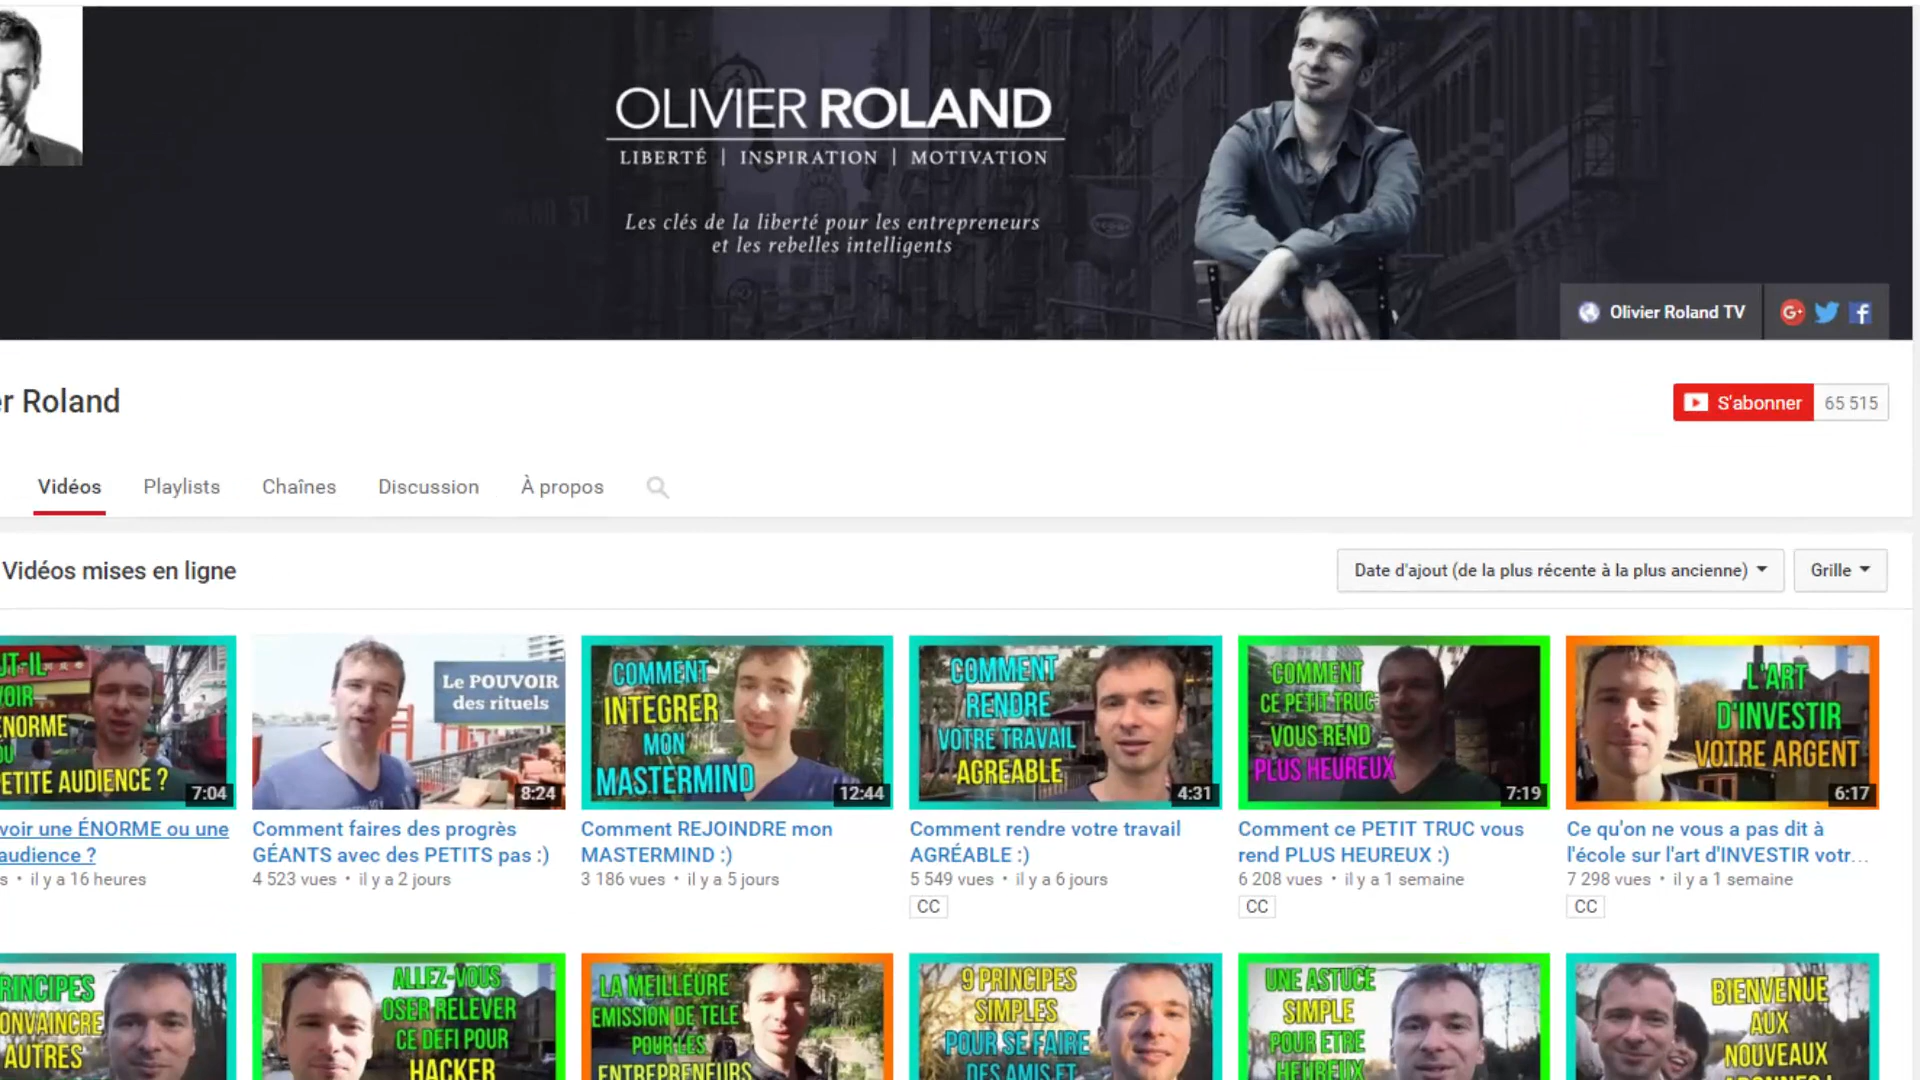 OLIVIER ROLAND
LIBERTÉ | INSPIRATION | MOTIVATION
Les clés de la liberté pour les entrepreneurs
et les rebelles intelligents
Olivier Roland TV
G+
f
Roland
S'abonner 65 515
Vidéos Playlists Chaînes Discussion À propos
Vidéos mises en ligne
Date d'ajout (de la plus récente à la plus ancienne)
Grille
ENORME
AUDIENCE ?
7:04
voir une ÉNORME ou une
audience ?
• il y a 16 heures
Le POUVOIR
des rituels
8:24
Comment faires des progrès
GÉANTS avec des PETITS pas :)
4 523 vues • il y a 2 jours
COMMENT
INTEGRER
MON
MASTERMIND
12:44
Comment REJOINDRE mon
MASTERMIND :)
3 186 vues • il y a 5 jours
COMMENT
RENDRE
VOTRE TRAVAIL
AGREABLE
4:31
Comment rendre votre travail
AGRÉABLE :)
5 549 vues • il y a 6 jours
CC
COMMENT
CE PETIT TRUC
VOUS REND
PLUS HEUREUX
7:19
Comment ce PETIT TRUC vous
rend PLUS HEUREUX :)
6 208 vues • il y a 1 semaine
CC
L'ART
D'INVESTIR
VOTRE ARGENT
6:17
Ce qu'on ne vous a pas dit à
l'école sur l'art d'INVESTIR votr...
7 298 vues • il y a 1 semaine
CC
RINCIPES
ONVAINCRE
AUTRES
ALLEZ-VOUS
OSER RELEVER
CE DEFI POUR
HACKER
LA MEILLEURE
EMISSION DE TELE
POUR LES
ENTREPRENEURS
9 PRINCIPES
SIMPLES
POUR SE FAIRE
DES AMIS ET
UNE ASTUCE
SIMPLE
POUR ETRE
HEUREUX
BIENVENUE
AUX
NOUVEAUX
ABONNES !